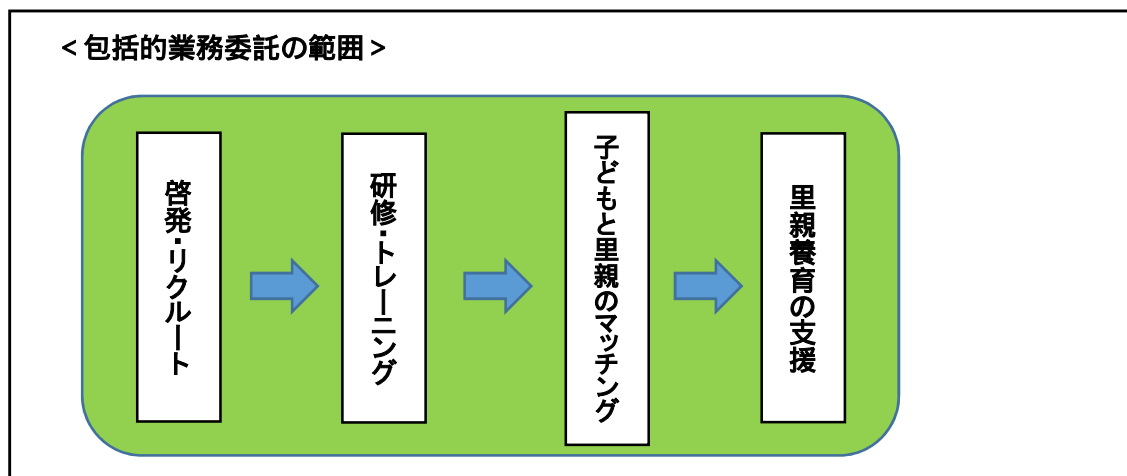 <包括的業務委託の範囲>
啓発・リクルート
研修・トレーニング
子どもと里親のマッチング
里親養育の支援